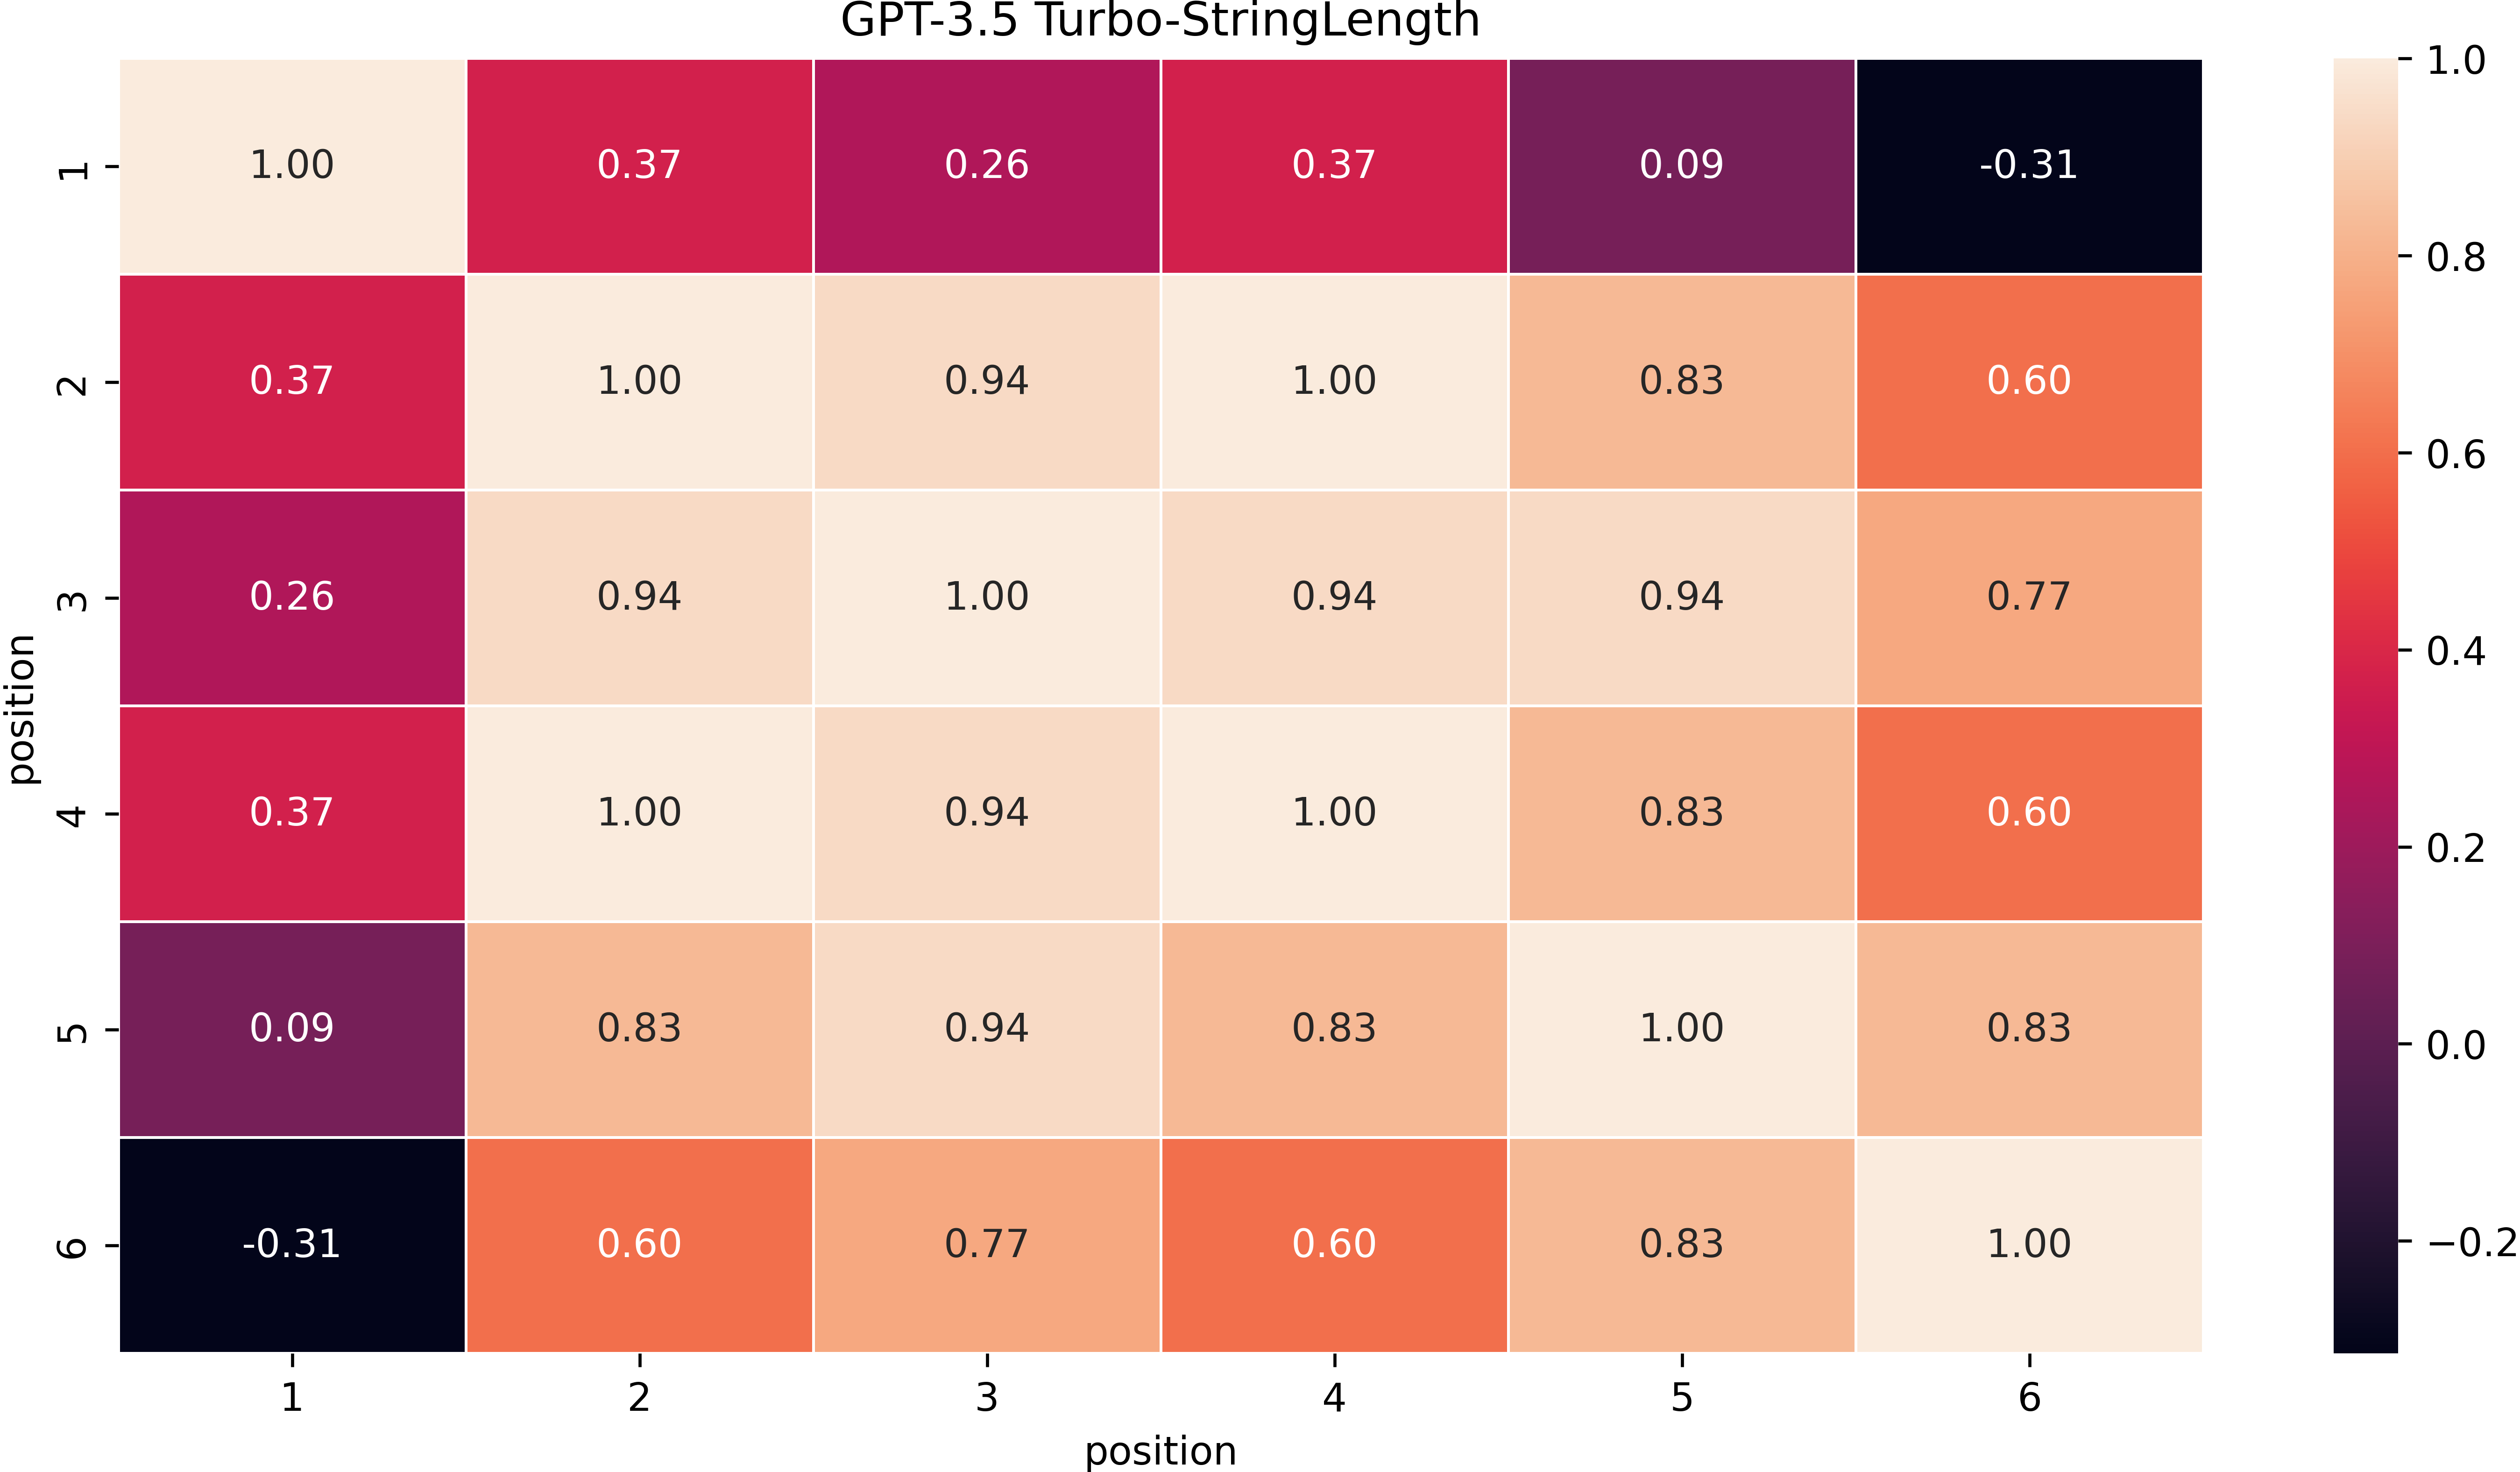 GPT-3.5 Turbo-StringLength
1.0
1 1.00 0.37 0.26 0.37 0.09 -0.31
0.8
2 0.37 1.00 0.94 1.00 0.83 0.60
0.6
3 0.26 0.94 1.00 0.94 0.94 0.77
0.4
position
4 0.37 1.00 0.94 1.00 0.83 0.60
0.2
5 0.09 0.83 0.94 0.83 1.00 0.83
0.0
6 -0.31 0.60 0.77 0.60 0.83 1.00
−0.2
1 2 3 4 5 6
position